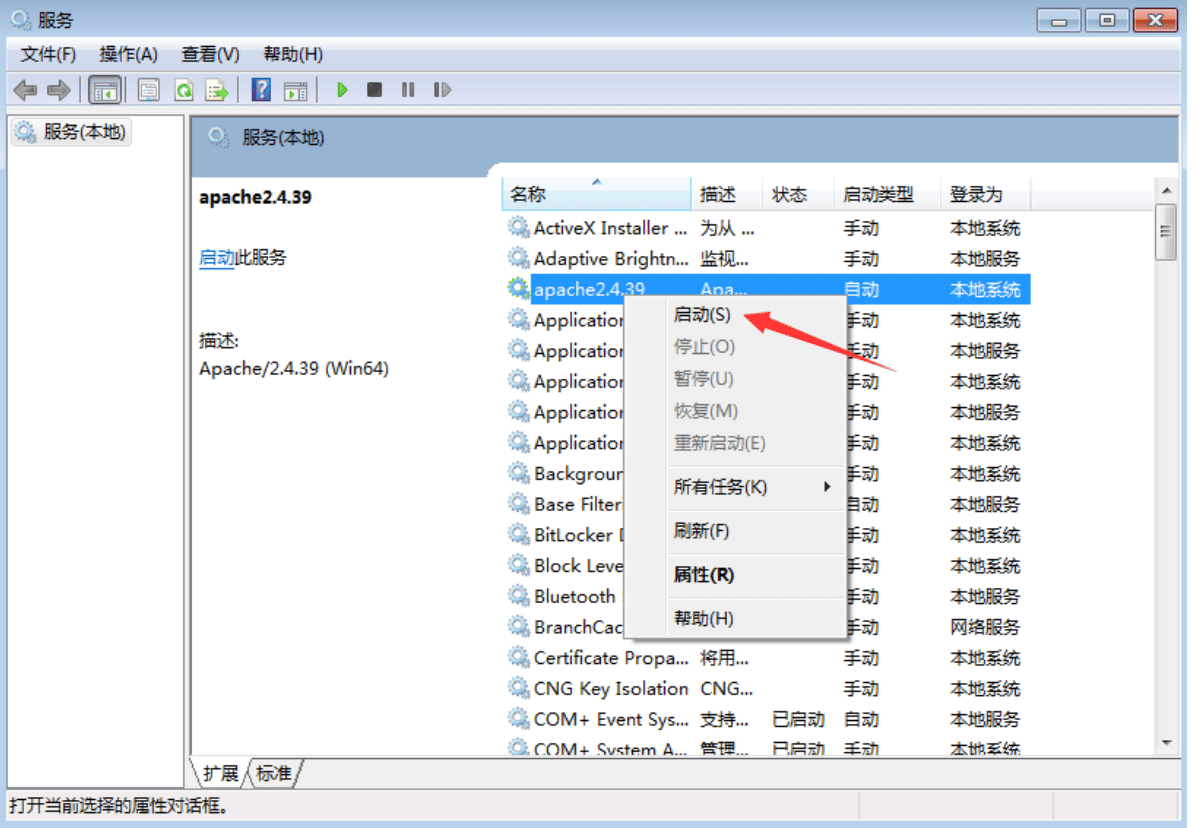 服务
文件(F) 操作(A) 查看(V) 帮助(H)
服务(本地)
服务(本地)
apache2.4.39
启动此服务
描述:
Apache/2.4.39 (Win64)
名称 描述 状态 启动类型 登录为
ActiveX Installer ... 为从 ... 手动 本地系统
Adaptive Brightn... 监视... 手动 本地服务
apache2.4.39 Apa... 自动 本地系统
Application 手动 本地系统
Application 手动 本地服务
Application 手动 本地系统
Application 手动 本地服务
Application 手动 本地系统
Backgroun 手动 本地系统
Base Filteri 自动 本地服务
BitLocker D 手动 本地系统
Block Leve 手动 本地系统
Bluetooth 手动 本地服务
BranchCac 手动 网络服务
Certificate Propa... 将用... 手动 本地系统
CNG Key Isolation CNG... 手动 本地系统
COM+ Event Sys... 支持... 已启动 自动 本地服务
COM+ System A... 管理... 已启动 手动 本地系统
启动(S)
停止(O)
暂停(U)
恢复(M)
重新启动(E)
所有任务(K)
刷新(F)
属性(R)
帮助(H)
扩展 标准
打开当前选择的属性对话框。